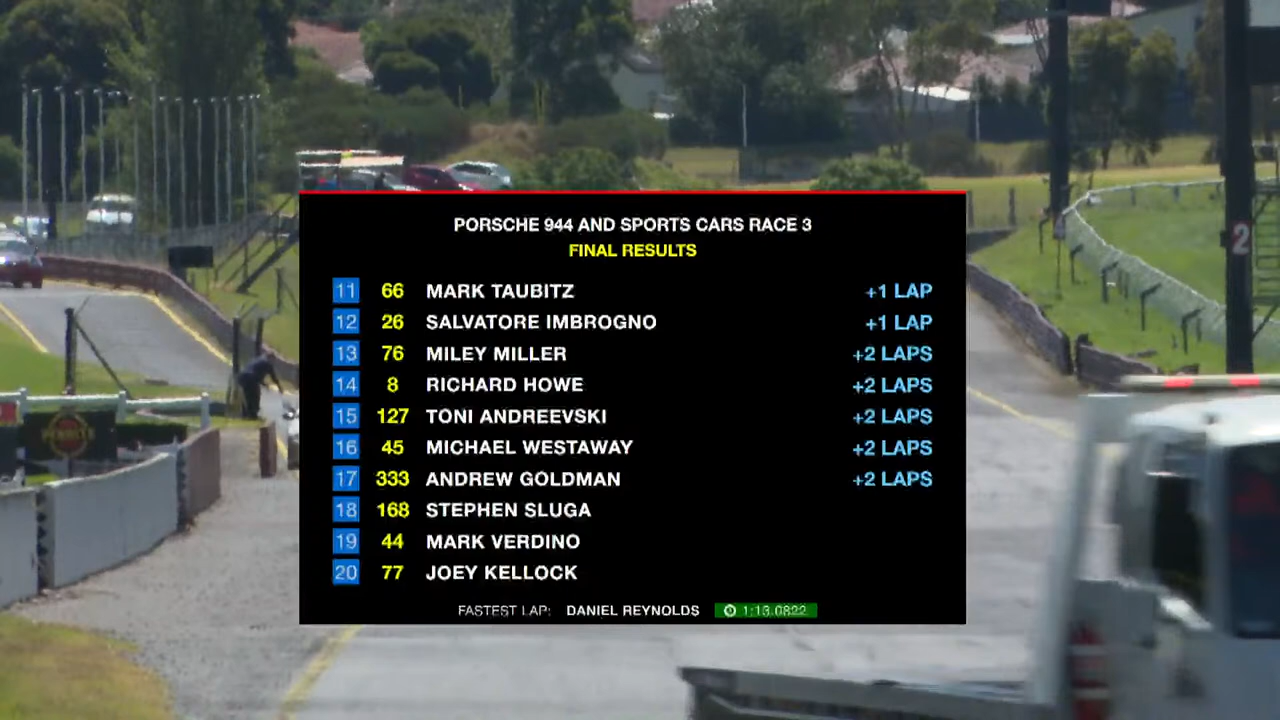 PORSCHE 944 AND SPORTS CARS RACE 3
FINAL RESULTS
11 66 MARK TAUBITZ +1 LAP
12 26 SALVATORE IMBROGNO +1 LAP
13 76 MILEY MILLER +2 LAPS
14 8 RICHARD HOWE +2 LAPS
15 127 TONI ANDREEVSKI +2 LAPS
16 45 MICHAEL WESTAWAY +2 LAPS
17 333 ANDREW GOLDMAN +2 LAPS
18 168 STEPHEN SLUGA
19 44 MARK VERDINO
20 77 JOEY KELLOCK
FASTEST LAP: DANIEL REYNOLDS 1:13.0822
2